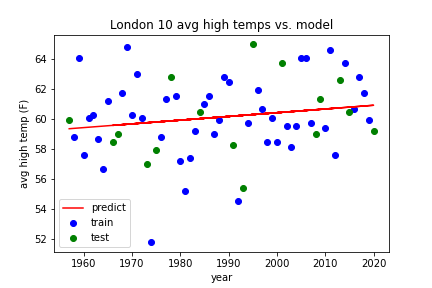 London 10 avg high temps vs. model
avg high temp (F)
64
62
60
58
56
54
52
predict
train
test
1960
1970
1980
1990
2000
2010
2020
year